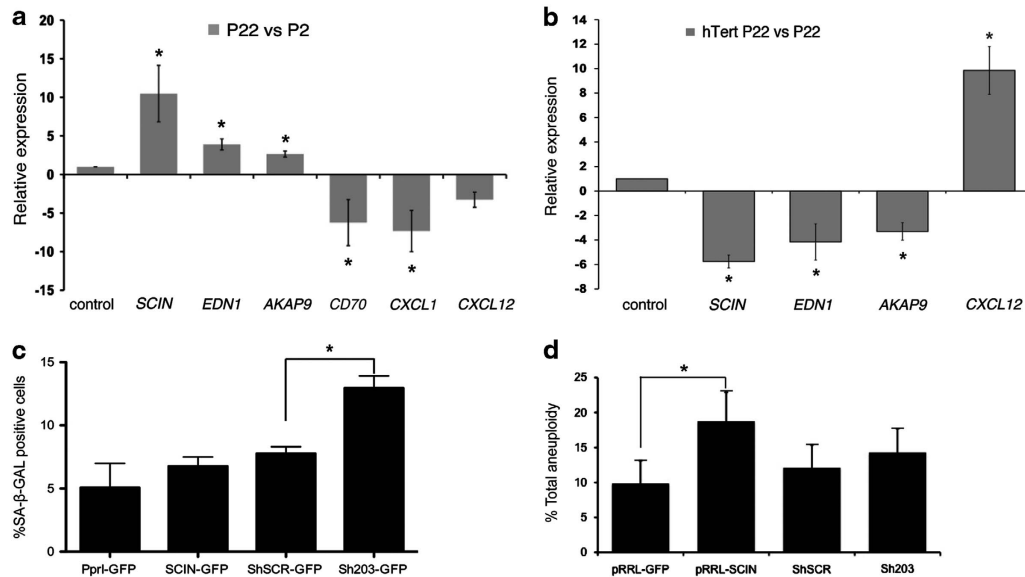 a
P22 vs P2
Relative expression
20
15
10
5
0
-5
-10
-15
control SCIN EDN1 AKAP9 CD70 CXCL1 CXCL12
* * * * *
b
hTert P22 vs P22
Relative expression
14
12
10
8
6
4
2
0
-2
-4
-6
-8
control SCIN EDN1 AKAP9 CXCL12
* * * *
c
%SA-β-GAL positive cells
15
10
5
0
*
Pprl-GFP SCIN-GFP ShSCR-GFP Sh203-GFP
d
% Total aneuploidy
25
20
15
10
5
0
*
pRRL-GFP pRRL-SCIN ShSCR Sh203